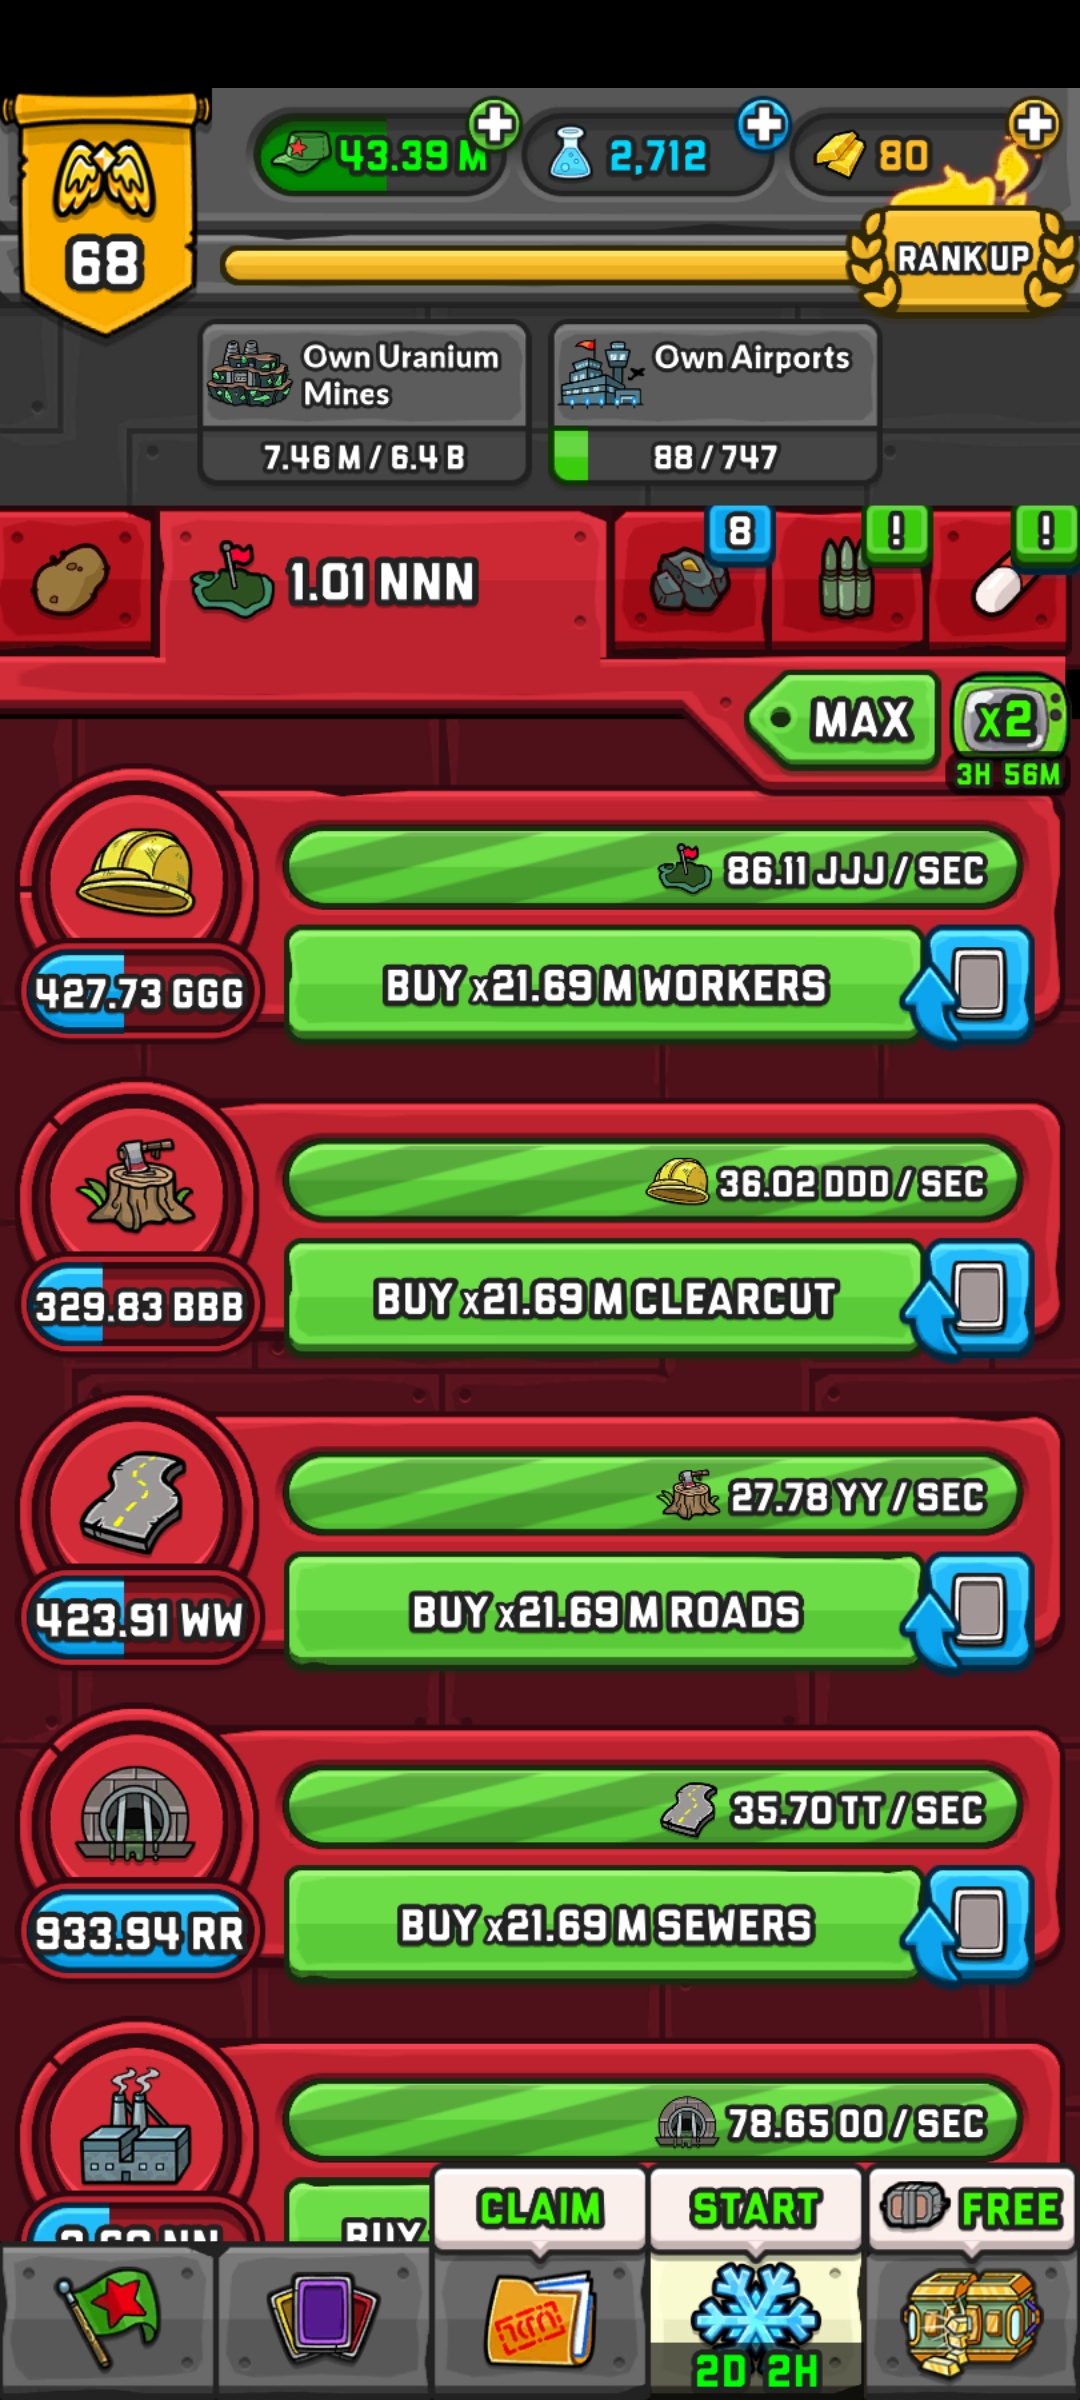 43.39 M
2,712
80
68
RANK UP
Own Uranium
Mines
7.46 M / 6.4 B
Own Airports
88 / 747
1.01 NNN
8
!
!
MAX
x2
3H 56M
86.11 JJJ / SEC
427.73 GGG
BUY x21.69 M WORKERS
36.02 DDD / SEC
329.83 BBB
BUY x21.69 M CLEARCUT
27.78 YY / SEC
423.91 WW
BUY x21.69 M ROADS
35.70 TT / SEC
933.94 RR
BUY x21.69 M SEWERS
78.65 OO / SEC
BUY
CLAIM
START
FREE
2D 2H